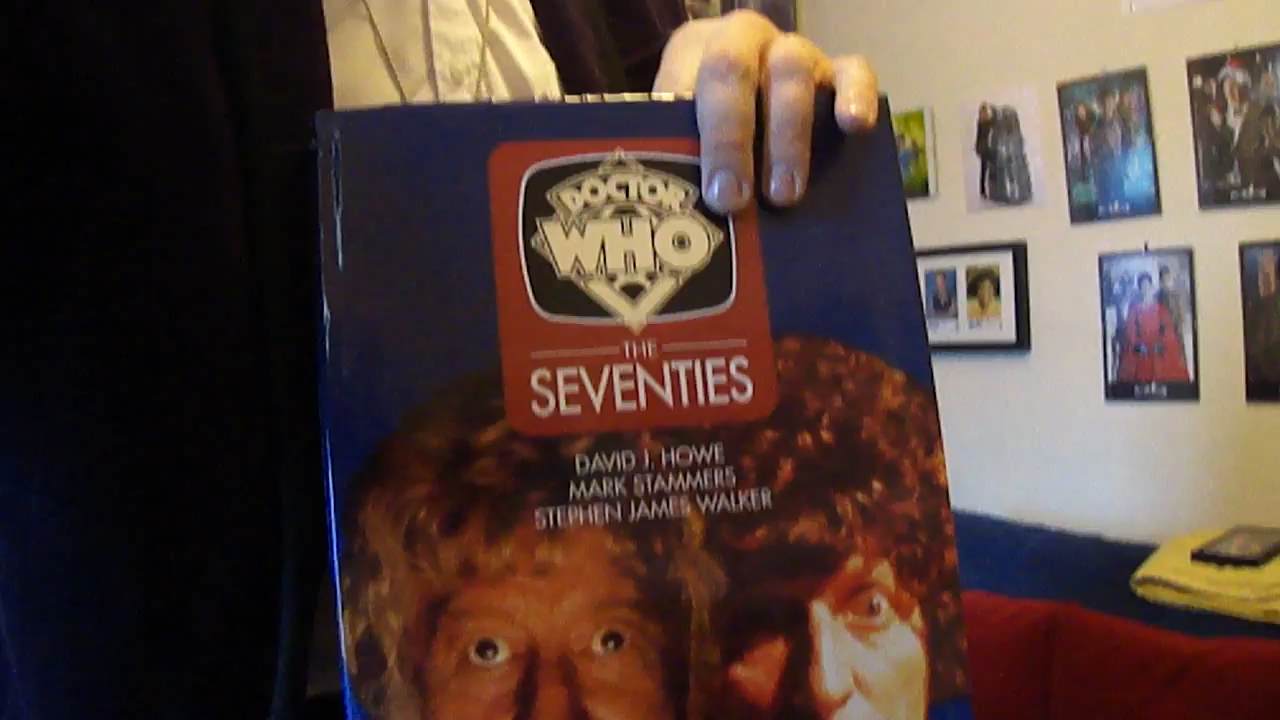 DOCTOR
WHO
THE
SEVENTIES
DAVID J. HOWE
MARK STAMMERS
STEPHEN JAMES WALKER